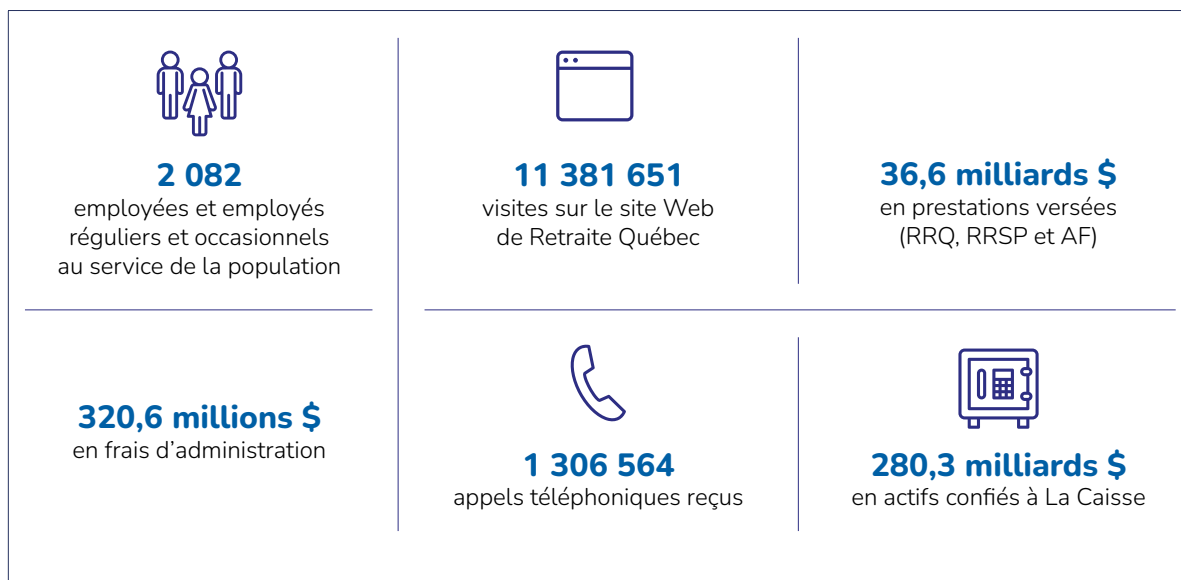 2 082
employées et employés
réguliers et occasionnels
au service de la population
11 381 651
visites sur le site Web
de Retraite Québec
36,6 milliards $
en prestations versées
(RRQ, RRSP et AF)
320,6 millions $
en frais d’administration
1 306 564
appels téléphoniques reçus
280,3 milliards $
en actifs confiés à La Caisse